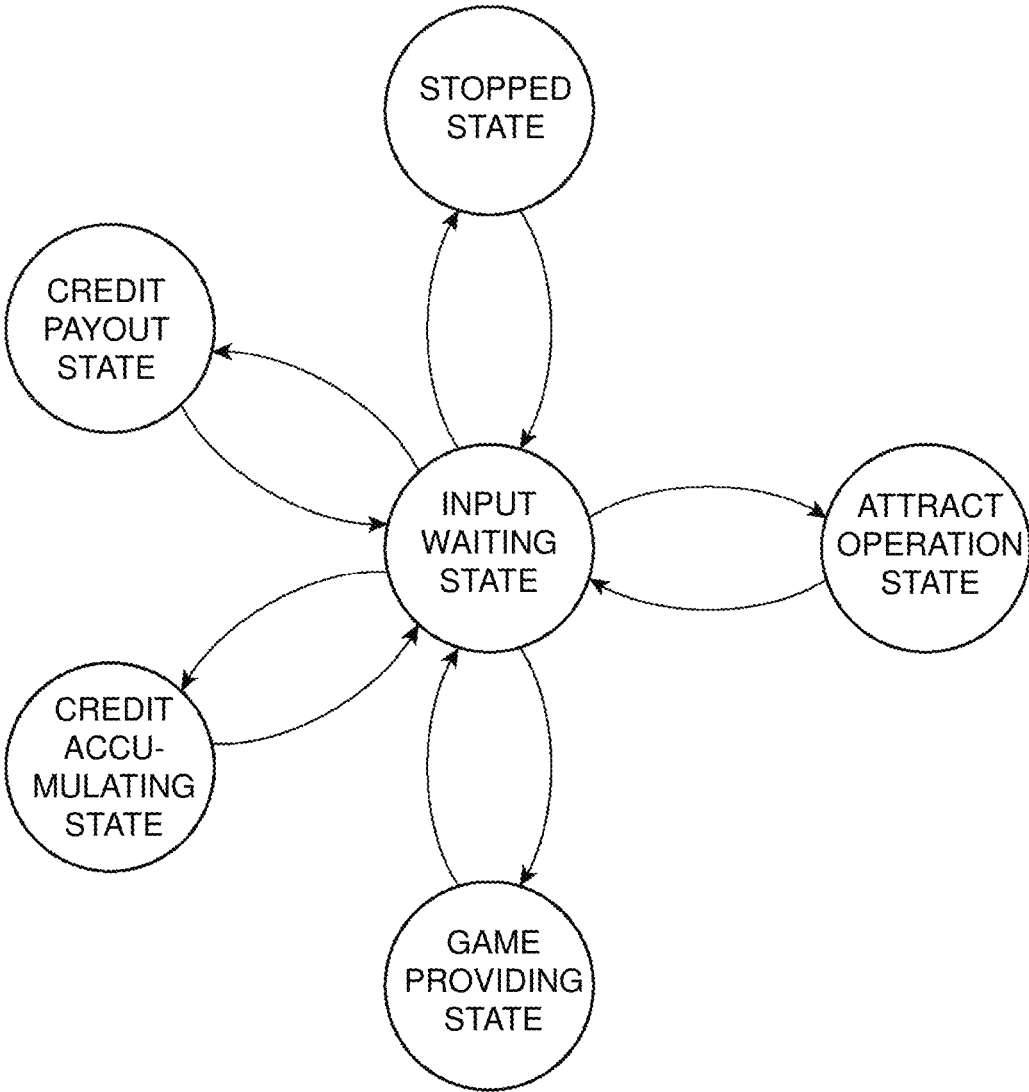 STOPPED
STATE
CREDIT
PAYOUT
STATE
INPUT
WAITING
STATE
ATTRACT
OPERATION
STATE
CREDIT
ACCU-
MULATING
STATE
GAME
PROVIDING
STATE